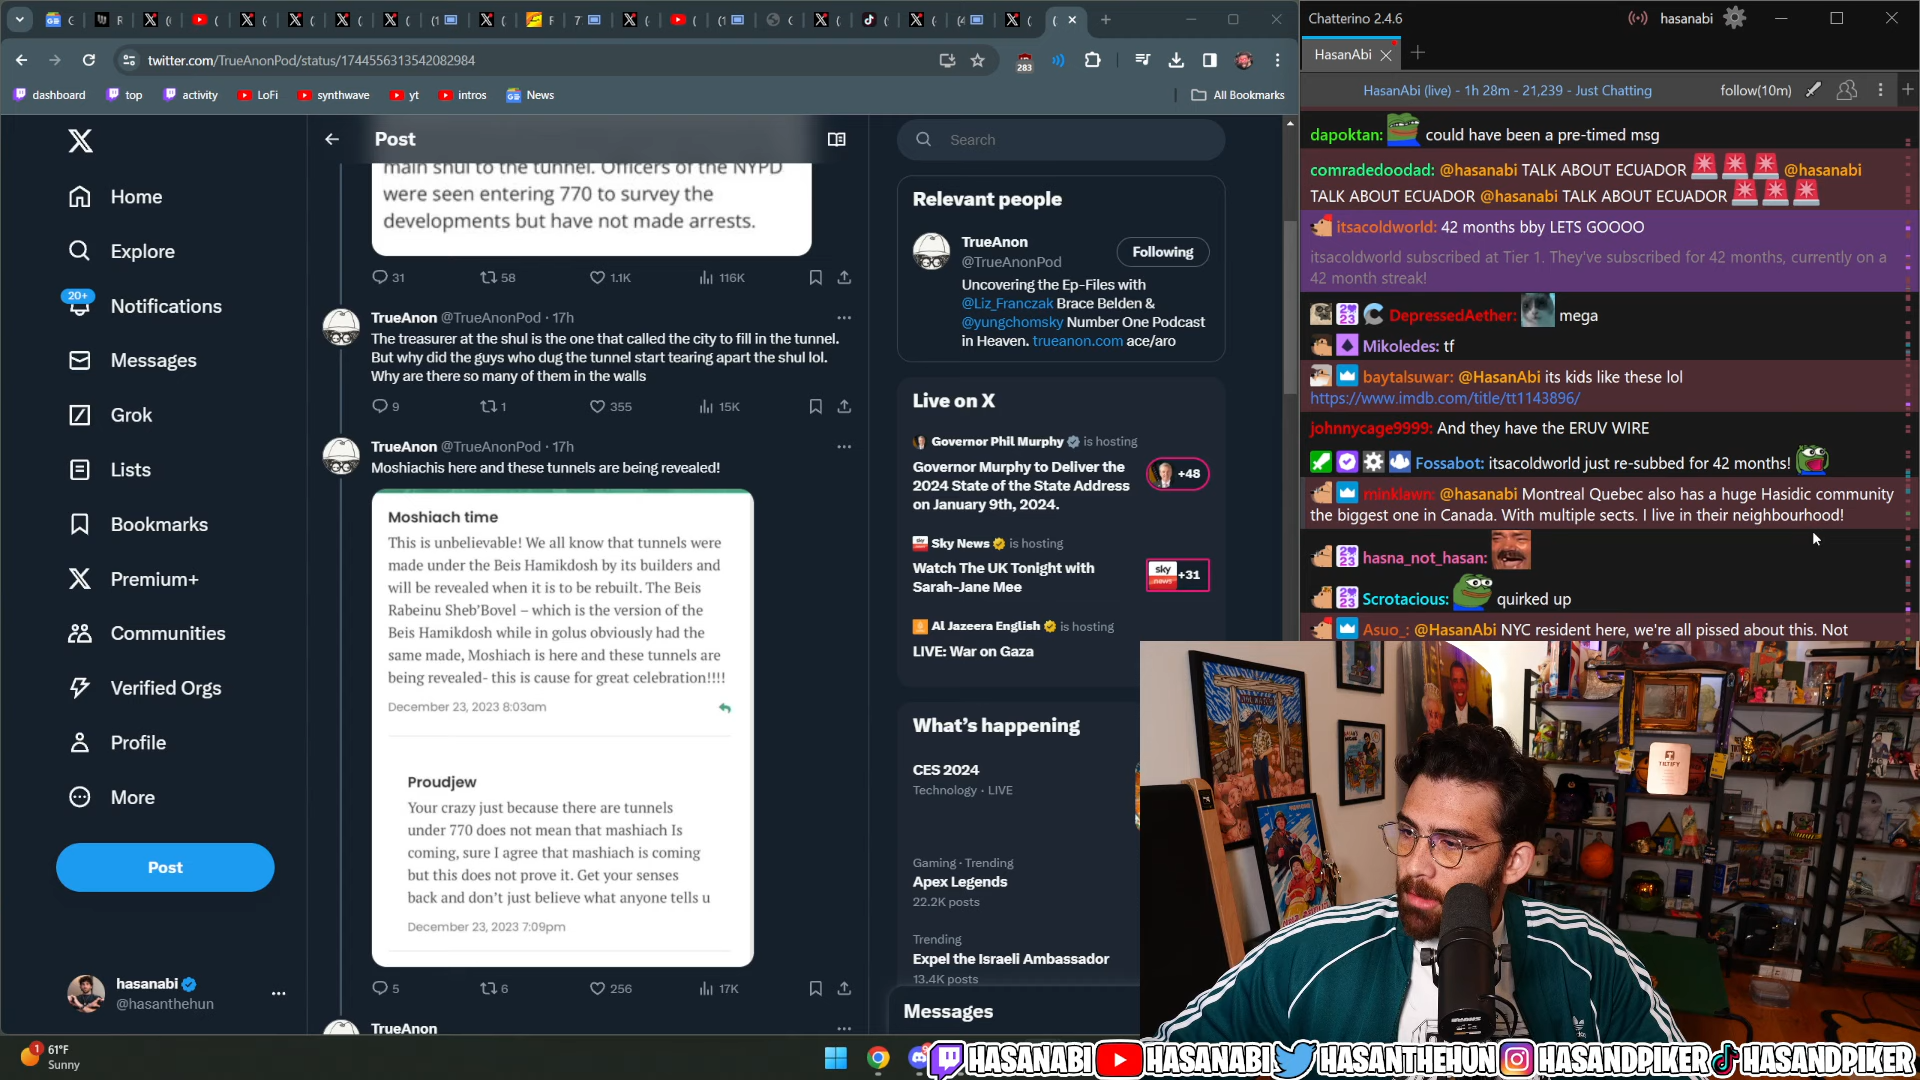 twitter.com/TrueAnonPod/status/1744556313542082984
283
dashboard
top
activity
LoFi
synthwave
yt
intros
News
All Bookmarks
Home
Explore
20+
Notifications
Messages
Grok
Lists
Bookmarks
Premium+
Communities
Verified Orgs
Profile
More
Post
hasanabi
@hasanthehun
Post
main shul to the tunnel. Officers of the NYPD
were seen entering 770 to survey the
developments but have not made arrests.
31 58 1.1K 116K
TrueAnon @TrueAnonPod · 17h
The treasurer at the shul is the one that called the city to fill in the tunnel.
But why did the guys who dug the tunnel start tearing apart the shul lol.
Why are there so many of them in the walls
9 1 355 15K
TrueAnon @TrueAnonPod · 17h
Moshiachis here and these tunnels are being revealed!
Moshiach time
This is unbelievable! We all know that tunnels were
made under the Beis Hamikdosh by its builders and
will be revealed when it is to be rebuilt. The Beis
Rabeinu Sheb'Bovel – which is the version of the
Beis Hamikdosh while in golus obviously had the
same made, Moshiach is here and these tunnels are
being revealed- this is cause for great celebration!!!!
December 23, 2023 8:03am
Proudjew
Your crazy just because there are tunnels
under 770 does not mean that mashiach Is
coming, sure I agree that mashiach is coming
but this does not prove it. Get your senses
back and don't just believe what anyone tells u
December 23, 2023 7:09pm
5 6 256 17K
TrueAnon
Search
Relevant people
TrueAnon
@TrueAnonPod
Following
Uncovering the Ep-Files with
@Liz_Franczak Brace Belden &
@yungchomsky Number One Podcast
in Heaven. trueanon.com ace/aro
Live on X
Governor Phil Murphy is hosting
Governor Murphy to Deliver the
2024 State of the State Address
on January 9th, 2024.
+48
Sky News is hosting
Watch The UK Tonight with
Sarah-Jane Mee
sky news +31
Al Jazeera English is hosting
LIVE: War on Gaza
What's happening
CES 2024
Technology · LIVE
Gaming · Trending
Apex Legends
22.2K posts
Trending
Expel the Israeli Ambassador
13.4K posts
Messages
Chatterino 2.4.6
hasanabi
HasanAbi
HasanAbi (live) - 1h 28m - 21,239 - Just Chatting
follow(10m)
dapoktan: could have been a pre-timed msg
comradedoodad: @hasanabi TALK ABOUT ECUADOR @hasanabi
TALK ABOUT ECUADOR @hasanabi TALK ABOUT ECUADOR
itsacoldworld: 42 months bby LETS GOOOO
itsacoldworld subscribed at Tier 1. They've subscribed for 42 months, currently on a
42 month streak!
DepressedAether: mega
Mikoledes: tf
baytalsuwar: @HasanAbi its kids like these lol
https://www.imdb.com/title/tt1143896/
johnnycage9999: And they have the ERUV WIRE
Fossabot: itsacoldworld just re-subbed for 42 months!
minklawn: @hasanabi Montreal Quebec also has a huge Hasidic community
the biggest one in Canada. With multiple sects. I live in their neighbourhood!
hasna_not_hasan:
Scrotacious: quirked up
Asuo_: @HasanAbi NYC resident here, we're all pissed about this. Not
TILTIFY
1
61°F
Sunny
HASANABI HASANABI HASANTHEHUN HASANDPIKER HASANDPIKER